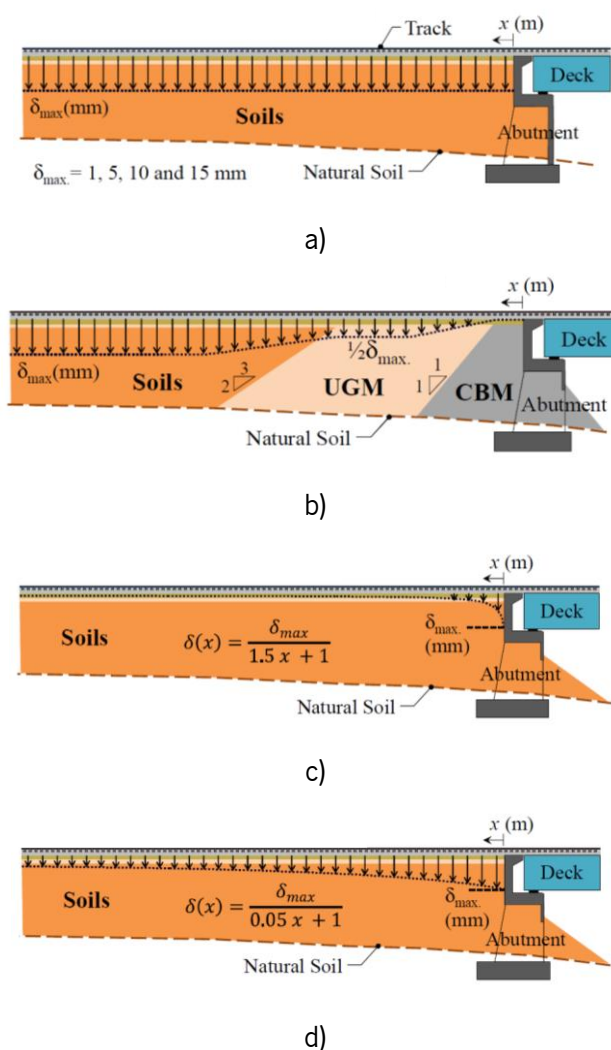 x (m)
Track
Deck
δmax(mm)
Soils
Abutment
Natural Soil
δmax.= 1, 5, 10 and 15 mm
a)
x (m)
Deck
½δmax.
δmax(mm)
3
2
Soils
UGM
1
1
CBM
Abutment
Natural Soil
b)
x (m)
Deck
δmax.
(mm)
Soils
δ(x) = δmax / 1.5 x + 1
Abutment
Natural Soil
c)
x (m)
Deck
δmax.
(mm)
Soils
δ(x) = δmax / 0.05 x + 1
Abutment
Natural Soil
d)